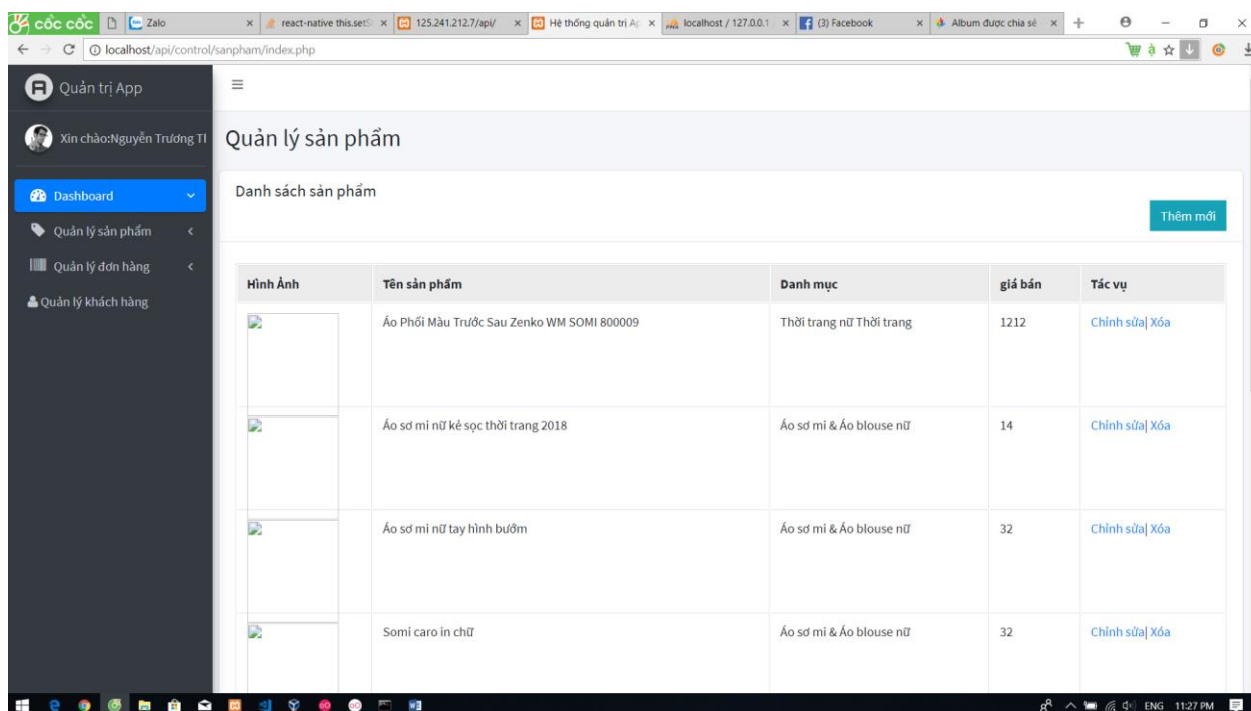 cốc cốc Zalo react-native this.setS 125.241.212.7/api/ Hệ thống quản trị Ap localhost / 127.0.0.1 (3) Facebook Album được chia sẻ
localhost/api/control/sanpham/index.php
Quản trị App
Xin chào:Nguyễn Trương Tl
Quản lý sản phẩm
Dashboard
Danh sách sản phẩm
Thêm mới
Quản lý sản phẩm
Quản lý đơn hàng
Quản lý khách hàng
Hình Ảnh Tên sản phẩm Danh mục giá bán Tác vụ
Áo Phối Màu Trước Sau Zenko WM SOMI 800009 Thời trang nữ Thời trang 1212 Chỉnh sửa| Xóa
Áo sơ mi nữ kẻ sọc thời trang 2018 Áo sơ mi & Áo blouse nữ 14 Chỉnh sửa| Xóa
Áo sơ mi nữ tay hình bướm Áo sơ mi & Áo blouse nữ 32 Chỉnh sửa| Xóa
Somi caro in chữ Áo sơ mi & Áo blouse nữ 32 Chỉnh sửa| Xóa
ENG 11:27 PM